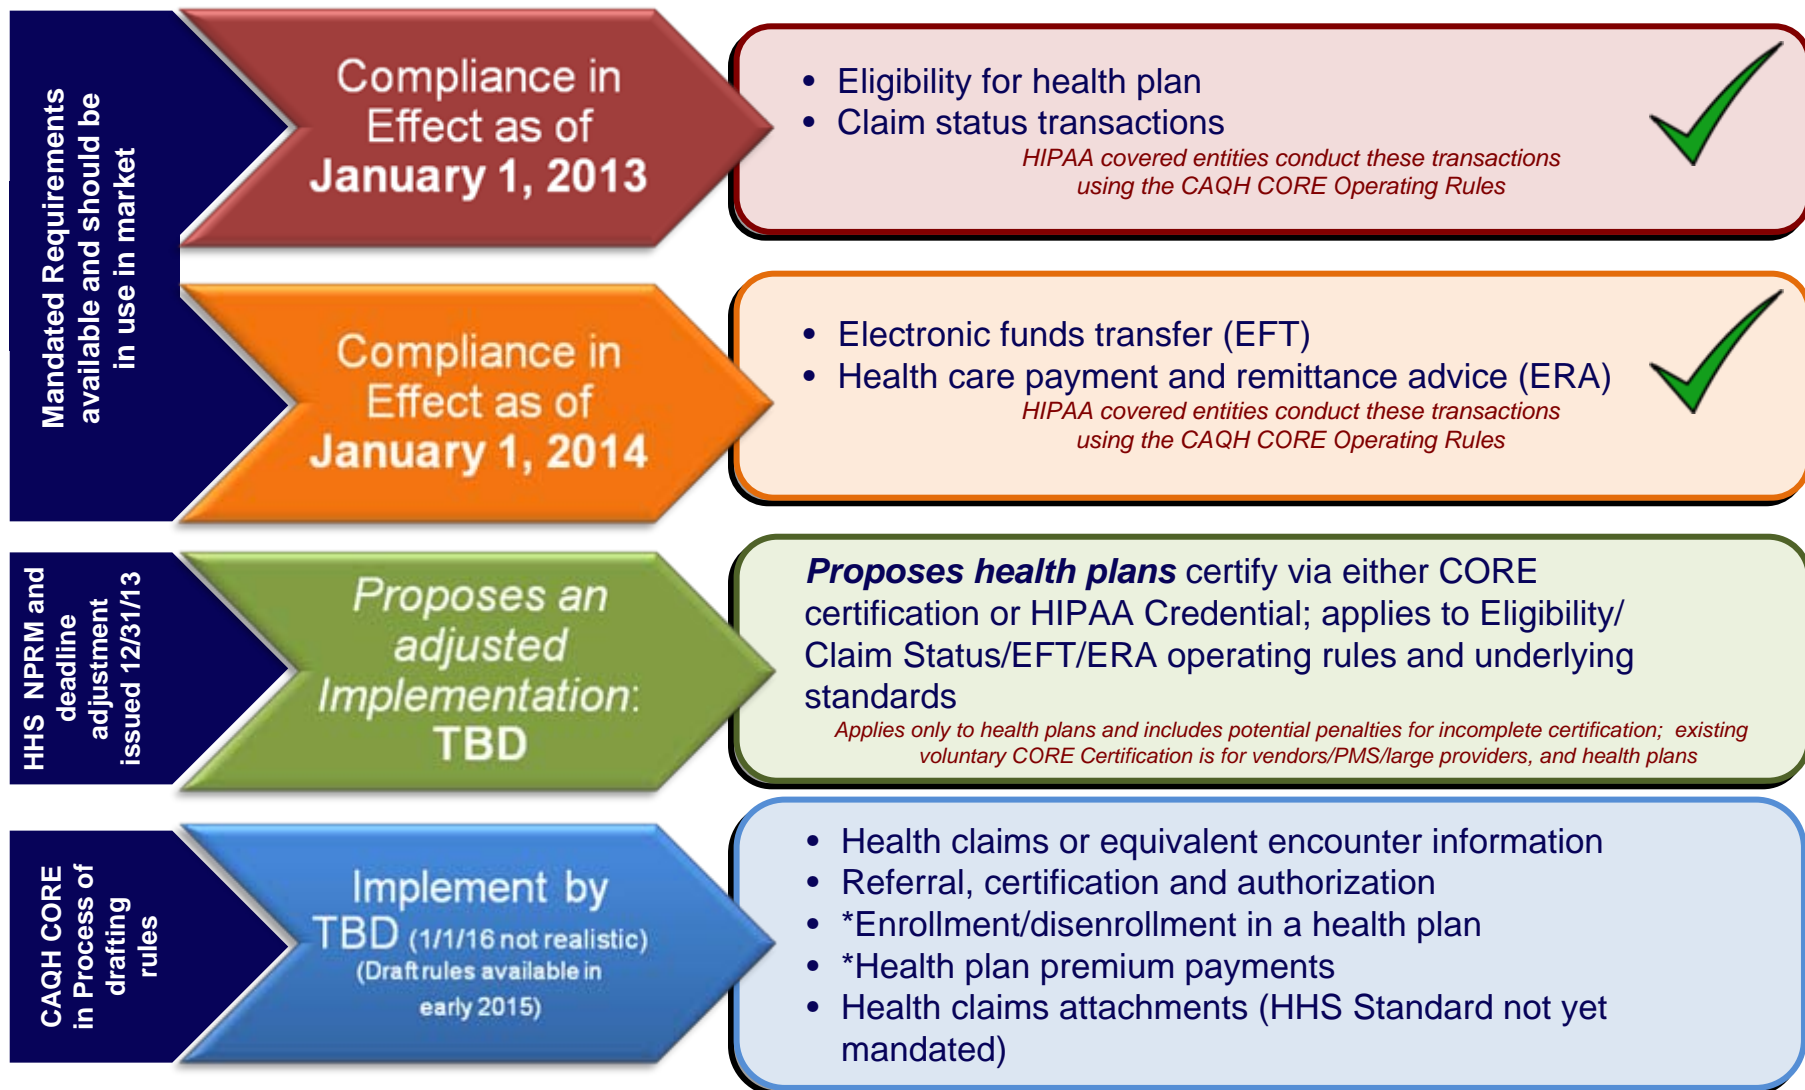 Mandated Requirements
available and should be
in use in market
Compliance in
Effect as of
January 1, 2013
• Eligibility for health plan
• Claim status transactions
HIPAA covered entities conduct these transactions
using the CAQH CORE Operating Rules
Compliance in
Effect as of
January 1, 2014
• Electronic funds transfer (EFT)
• Health care payment and remittance advice (ERA)
HIPAA covered entities conduct these transactions
using the CAQH CORE Operating Rules
HHS NPRM and
deadline
adjustment
issued 12/31/13
Proposes an
adjusted
Implementation:
TBD
Proposes health plans certify via either CORE
certification or HIPAA Credential; applies to Eligibility/
Claim Status/EFT/ERA operating rules and underlying
standards
Applies only to health plans and includes potential penalties for incomplete certification; existing
voluntary CORE Certification is for vendors/PMS/large providers, and health plans
CAQH CORE
in Process of
drafting
rules
Implement by
TBD (1/1/16 not realistic)
(Draft rules available in
early 2015)
• Health claims or equivalent encounter information
• Referral, certification and authorization
• *Enrollment/disenrollment in a health plan
• *Health plan premium payments
• Health claims attachments (HHS Standard not yet
mandated)